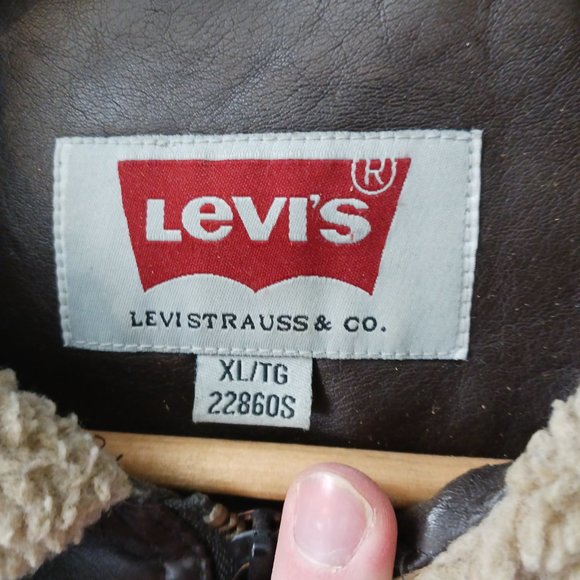 LEVI'S ®
LEVI STRAUSS & CO.
XL/TG
22860S